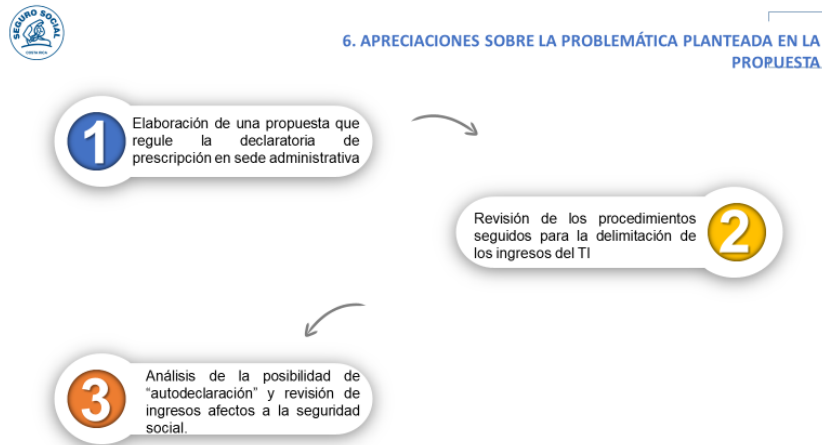 SEGURO SOCIAL
COSTA RICA
6. APRECIACIONES SOBRE LA PROBLEMÁTICA PLANTEADA EN LA
PROPUESTA
1
Elaboración de una propuesta que
regule la declaratoria de
prescripción en sede administrativa
Revisión de los procedimientos
seguidos para la delimitación de
los ingresos del TI
2
3
Análisis de la posibilidad de
“autodeclaración” y revisión de
ingresos afectos a la seguridad
social.